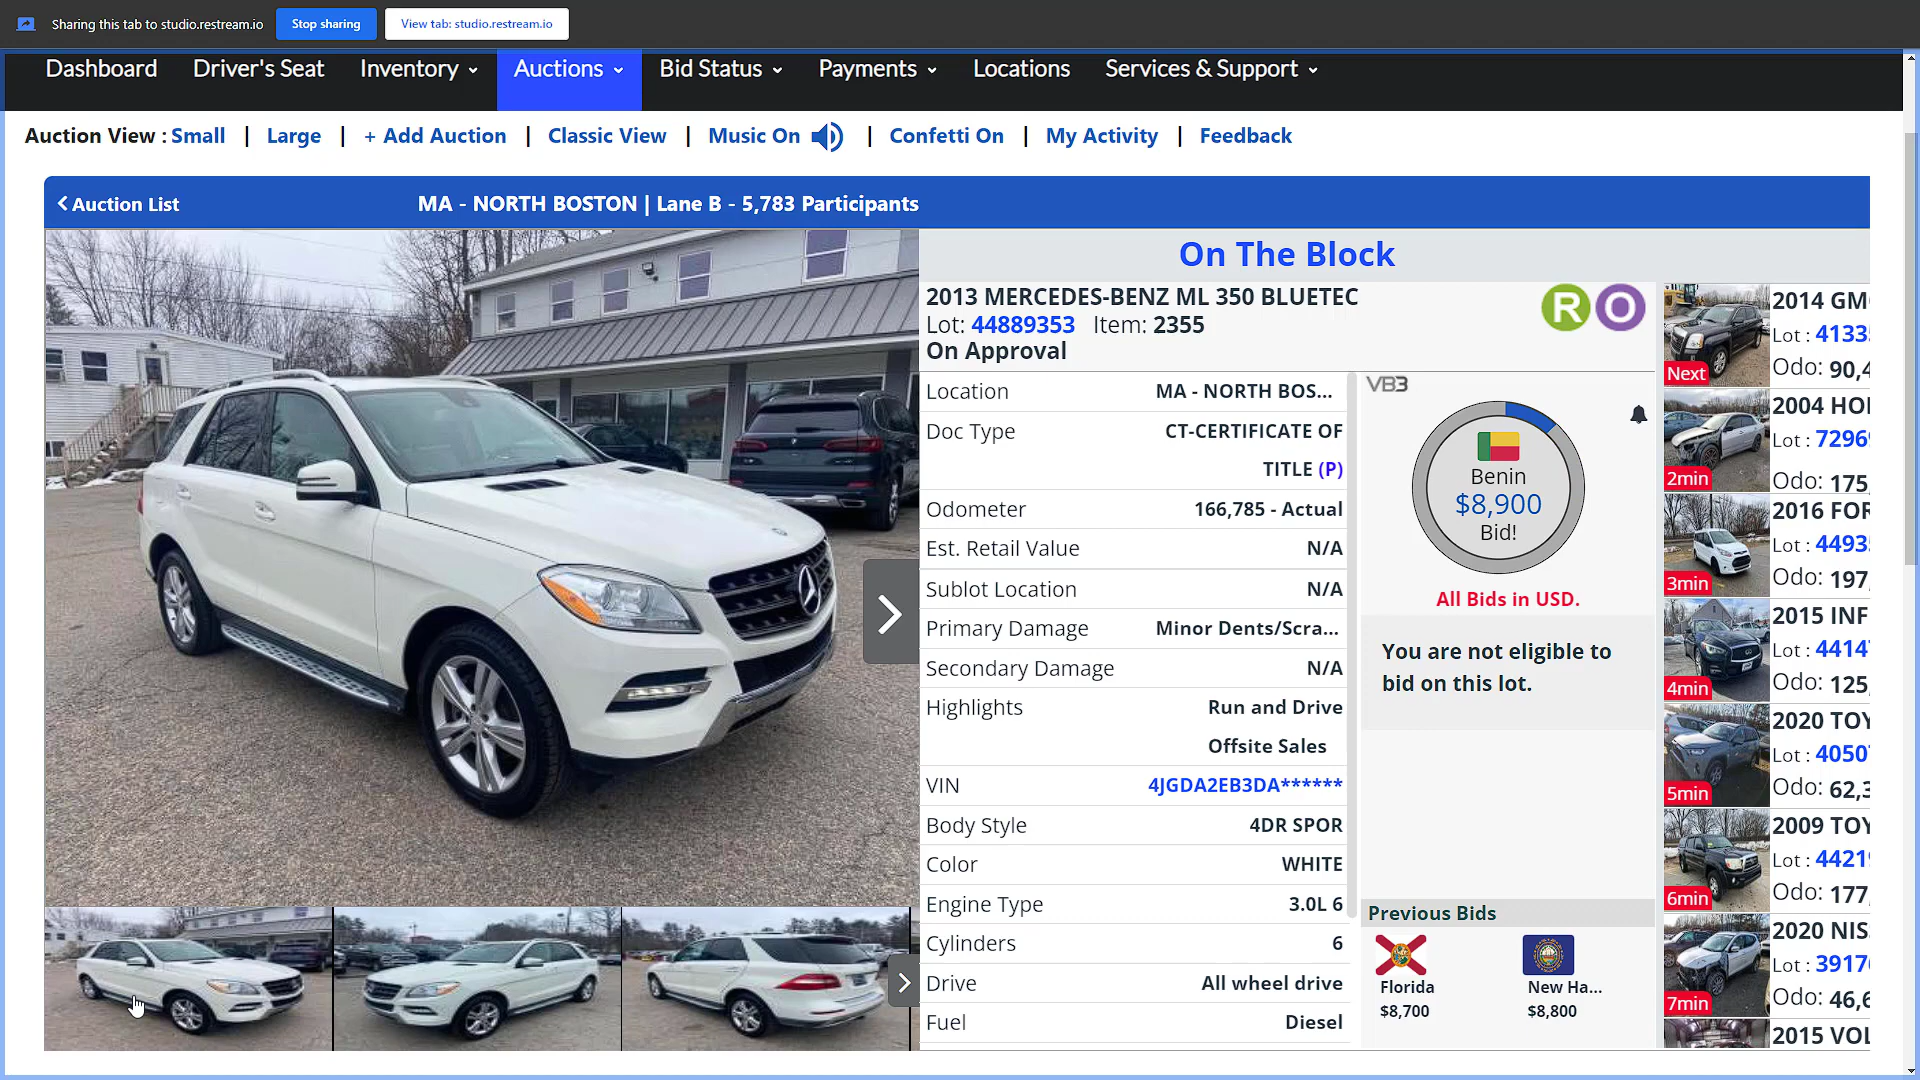 Sharing this tab to studio.restream.io
Stop sharing
View tab: studio.restream.io
Dashboard
Driver's Seat
Inventory
Auctions
Bid Status
Payments
Locations
Services & Support
Auction View : Small | Large | + Add Auction | Classic View | Music On | Confetti On | My Activity | Feedback
Auction List
MA - NORTH BOSTON | Lane B - 5,783 Participants
On The Block
2013 MERCEDES-BENZ ML 350 BLUETEC
Lot: 44889353 Item: 2355
On Approval
R O
Location MA - NORTH BOS...
Doc Type CT-CERTIFICATE OF
TITLE (P)
Odometer 166,785 - Actual
Est. Retail Value N/A
Sublot Location N/A
Primary Damage Minor Dents/Scra...
Secondary Damage N/A
Highlights Run and Drive
Offsite Sales
VIN 4JGDA2EB3DA******
Body Style 4DR SPOR
Color WHITE
Engine Type 3.0L 6
Cylinders 6
Drive All wheel drive
Fuel Diesel
VB3
Benin
$8,900
Bid!
All Bids in USD.
You are not eligible to
bid on this lot.
Previous Bids
Florida
$8,700
New Ha...
$8,800
2014 GM
Lot : 4133
Odo: 90,4
Next
2004 HO
Lot : 7296
Odo: 175,
2min
2016 FOR
Lot : 4493
Odo: 197,
3min
2015 INF
Lot : 4414
Odo: 125,
4min
2020 TOY
Lot : 4050
Odo: 62,3
5min
2009 TOY
Lot : 4421
Odo: 177,
6min
2020 NIS
Lot : 3917
Odo: 46,6
7min
2015 VOL